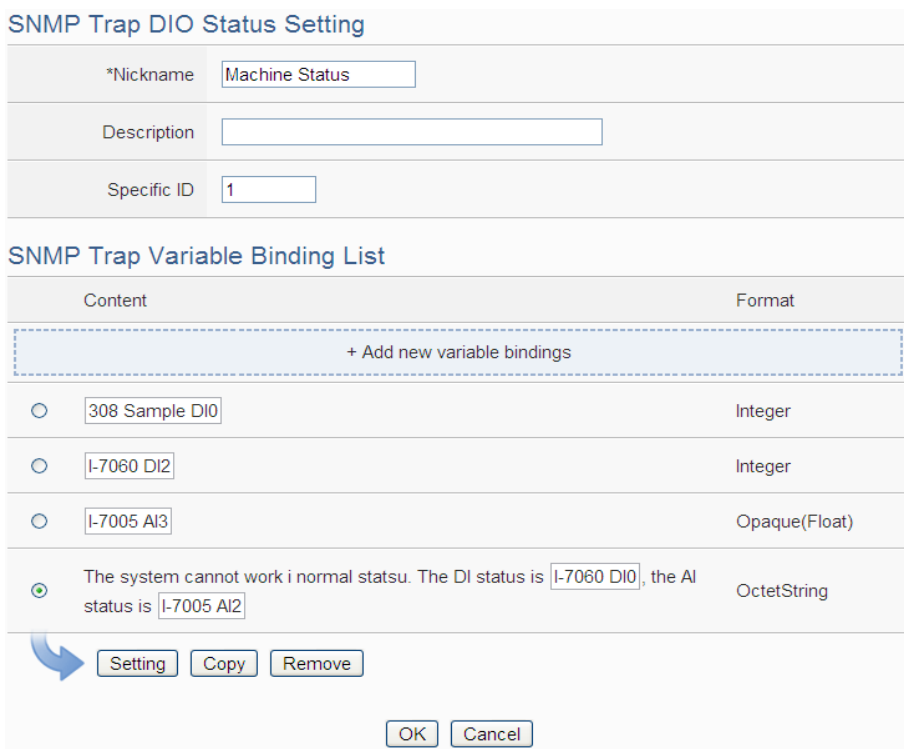 SNMP Trap DIO Status Setting
*Nickname Machine Status
Description
Specific ID 1
SNMP Trap Variable Binding List
Content Format
+ Add new variable bindings
308 Sample DI0 Integer
I-7060 DI2 Integer
I-7005 AI3 Opaque(Float)
The system cannot work i normal statsu. The DI status is I-7060 DI0, the AI
status is I-7005 AI2 OctetString
Setting Copy Remove
OK Cancel